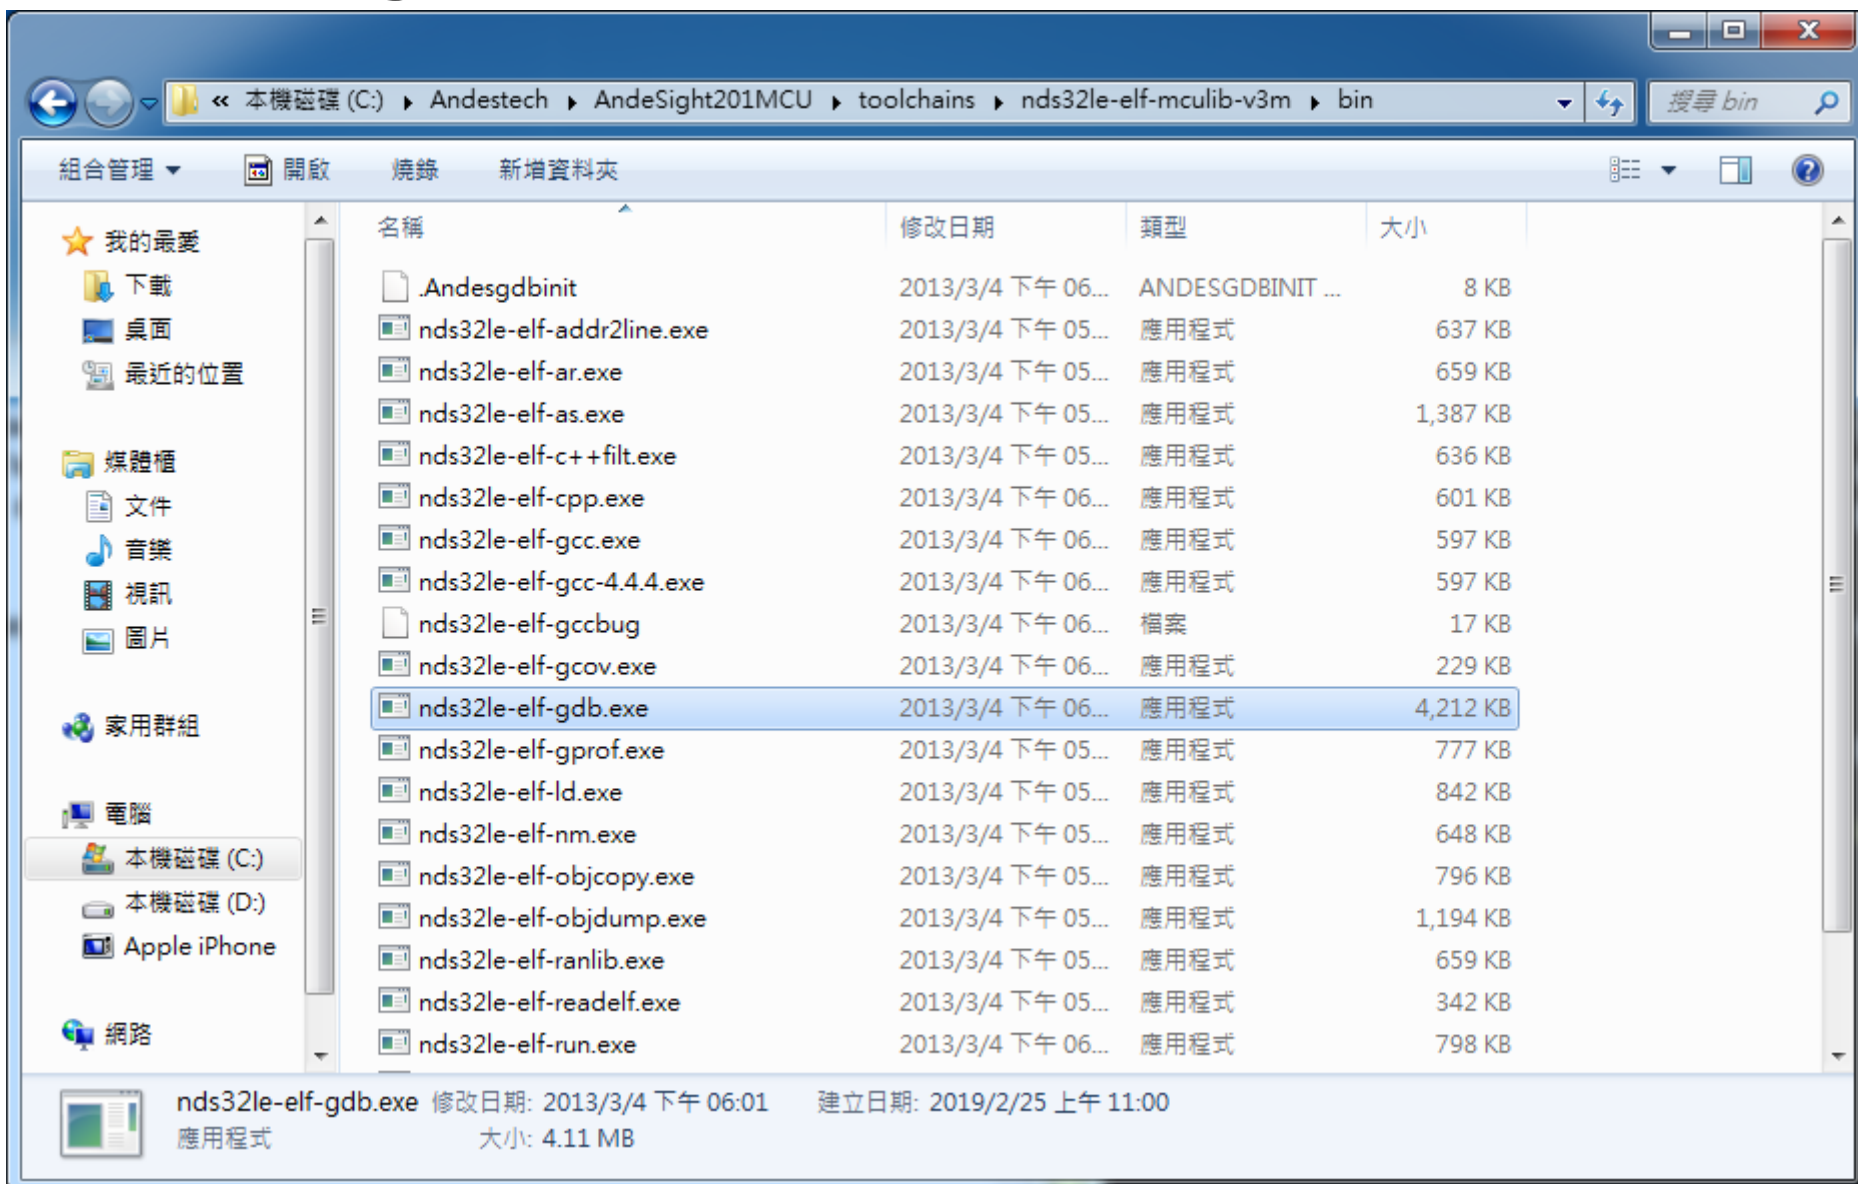 « 本機磁碟 (C:) ▸ Andestech ▸ AndeSight201MCU ▸ toolchains ▸ nds32le-elf-mculib-v3m ▸ bin
搜尋 bin
組合管理 開啟 燒錄 新增資料夾
我的最愛
下載
桌面
最近的位置
媒體櫃
文件
音樂
視訊
圖片
家用群組
電腦
本機磁碟 (C:)
本機磁碟 (D:)
Apple iPhone
網路
名稱 修改日期 類型 大小
.Andesgdbinit 2013/3/4 下午 06... ANDESGDBINIT ... 8 KB
nds32le-elf-addr2line.exe 2013/3/4 下午 05... 應用程式 637 KB
nds32le-elf-ar.exe 2013/3/4 下午 05... 應用程式 659 KB
nds32le-elf-as.exe 2013/3/4 下午 05... 應用程式 1,387 KB
nds32le-elf-c++filt.exe 2013/3/4 下午 05... 應用程式 636 KB
nds32le-elf-cpp.exe 2013/3/4 下午 06... 應用程式 601 KB
nds32le-elf-gcc.exe 2013/3/4 下午 06... 應用程式 597 KB
nds32le-elf-gcc-4.4.4.exe 2013/3/4 下午 06... 應用程式 597 KB
nds32le-elf-gccbug 2013/3/4 下午 06... 檔案 17 KB
nds32le-elf-gcov.exe 2013/3/4 下午 06... 應用程式 229 KB
nds32le-elf-gdb.exe 2013/3/4 下午 06... 應用程式 4,212 KB
nds32le-elf-gprof.exe 2013/3/4 下午 05... 應用程式 777 KB
nds32le-elf-ld.exe 2013/3/4 下午 05... 應用程式 842 KB
nds32le-elf-nm.exe 2013/3/4 下午 05... 應用程式 648 KB
nds32le-elf-objcopy.exe 2013/3/4 下午 05... 應用程式 796 KB
nds32le-elf-objdump.exe 2013/3/4 下午 05... 應用程式 1,194 KB
nds32le-elf-ranlib.exe 2013/3/4 下午 05... 應用程式 659 KB
nds32le-elf-readelf.exe 2013/3/4 下午 05... 應用程式 342 KB
nds32le-elf-run.exe 2013/3/4 下午 06... 應用程式 798 KB
nds32le-elf-gdb.exe 修改日期: 2013/3/4 下午 06:01 建立日期: 2019/2/25 上午 11:00
應用程式 大小: 4.11 MB